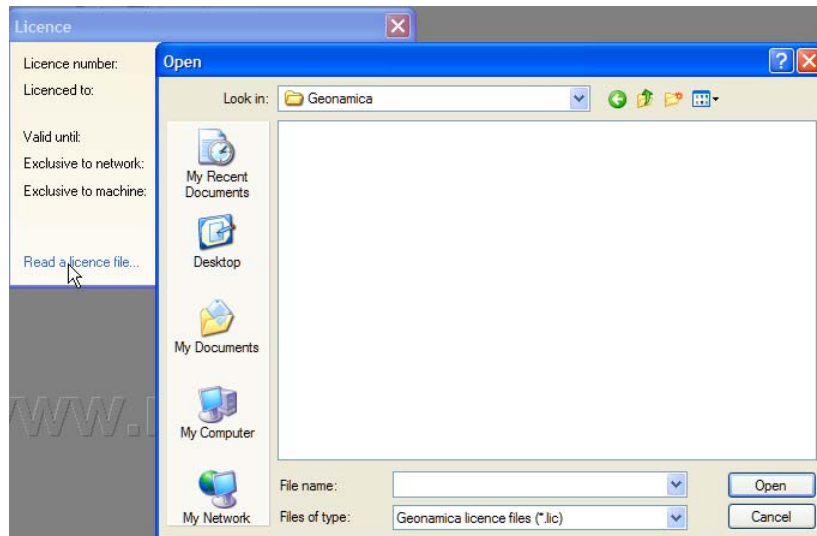 Licence
Licence number:
Licenced to:
Valid until:
Exclusive to network:
Exclusive to machine:
Read a licence file...
Open
Look in:
Geonamica
My Recent
Documents
Desktop
My Documents
My Computer
My Network
File name:
Open
Files of type:
Geonamica licence files (*.lic)
Cancel